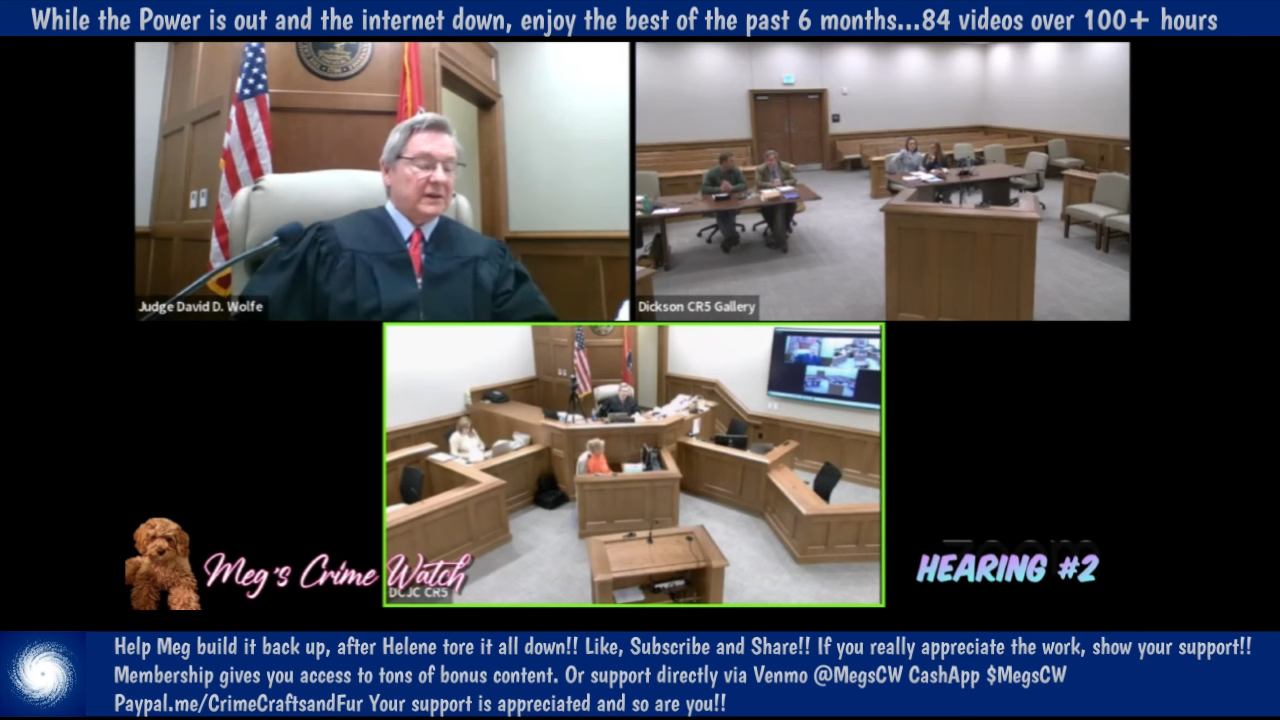 While the Power is out and the internet down, enjoy the best of the past 6 months...84 videos over 100+ hours
Judge David D. Wolfe
Dickson CR5 Gallery
Meg's Crime Watch
DCJC CR5
HEARING #2
Help Meg build it back up, after Helene tore it all down!! Like, Subscribe and Share!! If you really appreciate the work, show your support!!
Membership gives you access to tons of bonus content. Or support directly via Venmo @MegsCW CashApp $MegsCW
Paypal.me/CrimeCraftsandFur Your support is appreciated and so are you!!